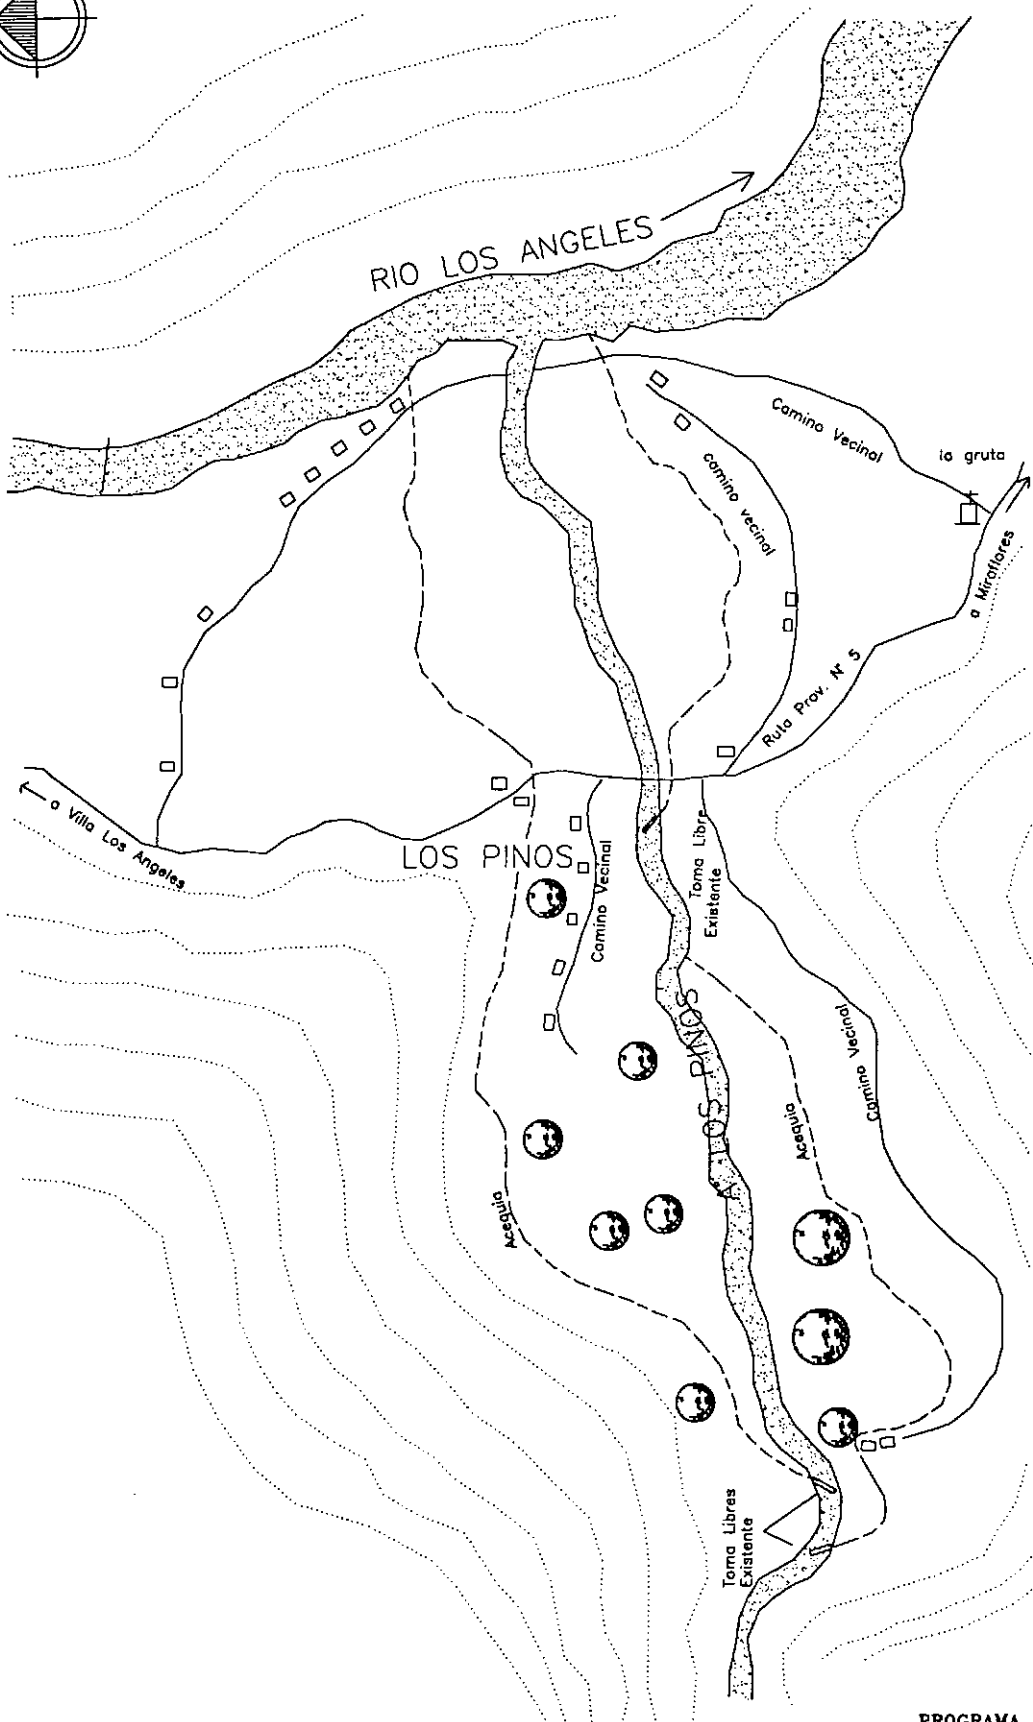 RIO LOS ANGELES
Camino Vecinal
la gruta
camino vecinal
a Miraflores
Ruta Prov. Nº 5
a Villa Los Angeles
LOS PINOS
Camino Vecinal
Toma Libre
Existente
A. LOS PINOS
Camino Vecinal
Acequia
Acequia
Toma Libres
Existente
PROGRAMA